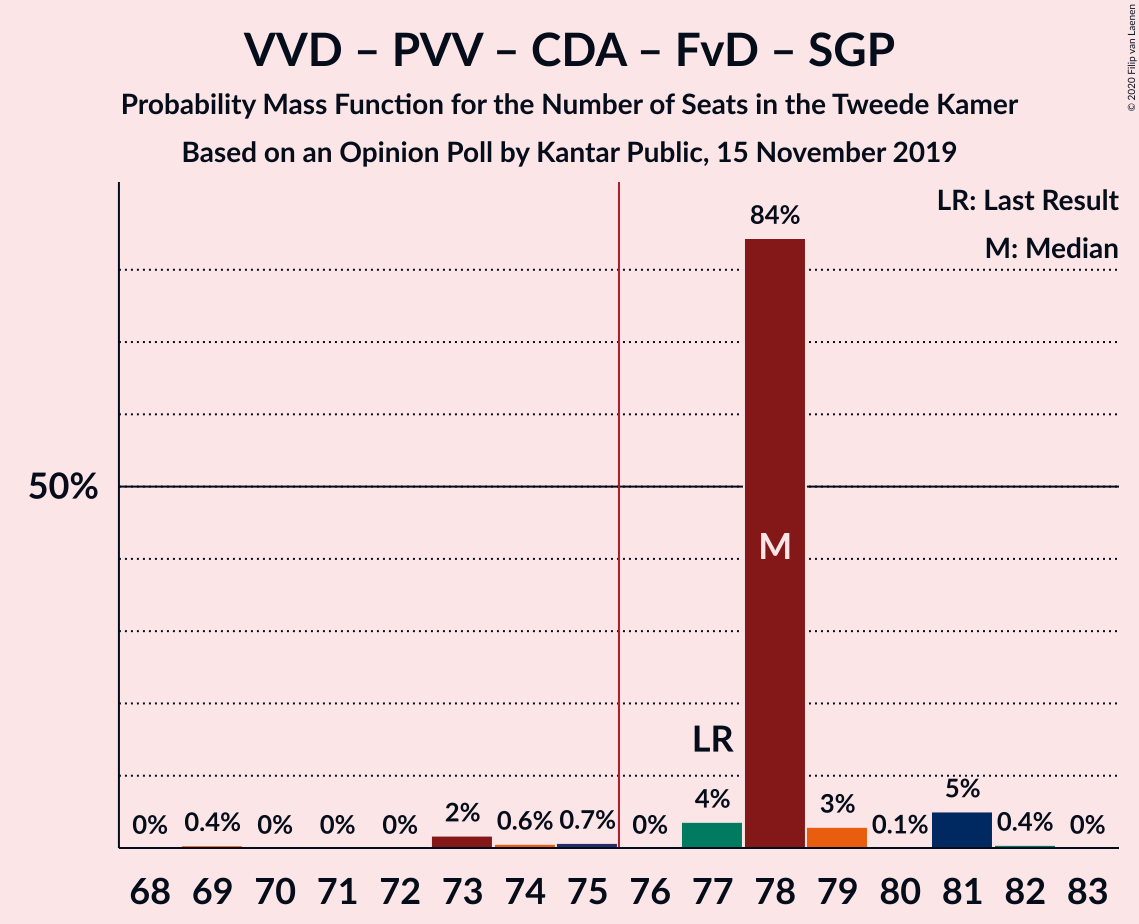 VVD – PVV – CDA – FvD – SGP
Probability Mass Function for the Number of Seats in the Tweede Kamer
Based on an Opinion Poll by Kantar Public, 15 November 2019
© 2020 Filip van Laenen
LR: Last Result
M: Median
50%
0% 0.4% 0% 0% 0% 2% 0.6% 0.7% 0% 4% 84% 3% 0.1% 5% 0.4% 0%
LR
M
68 69 70 71 72 73 74 75 76 77 78 79 80 81 82 83